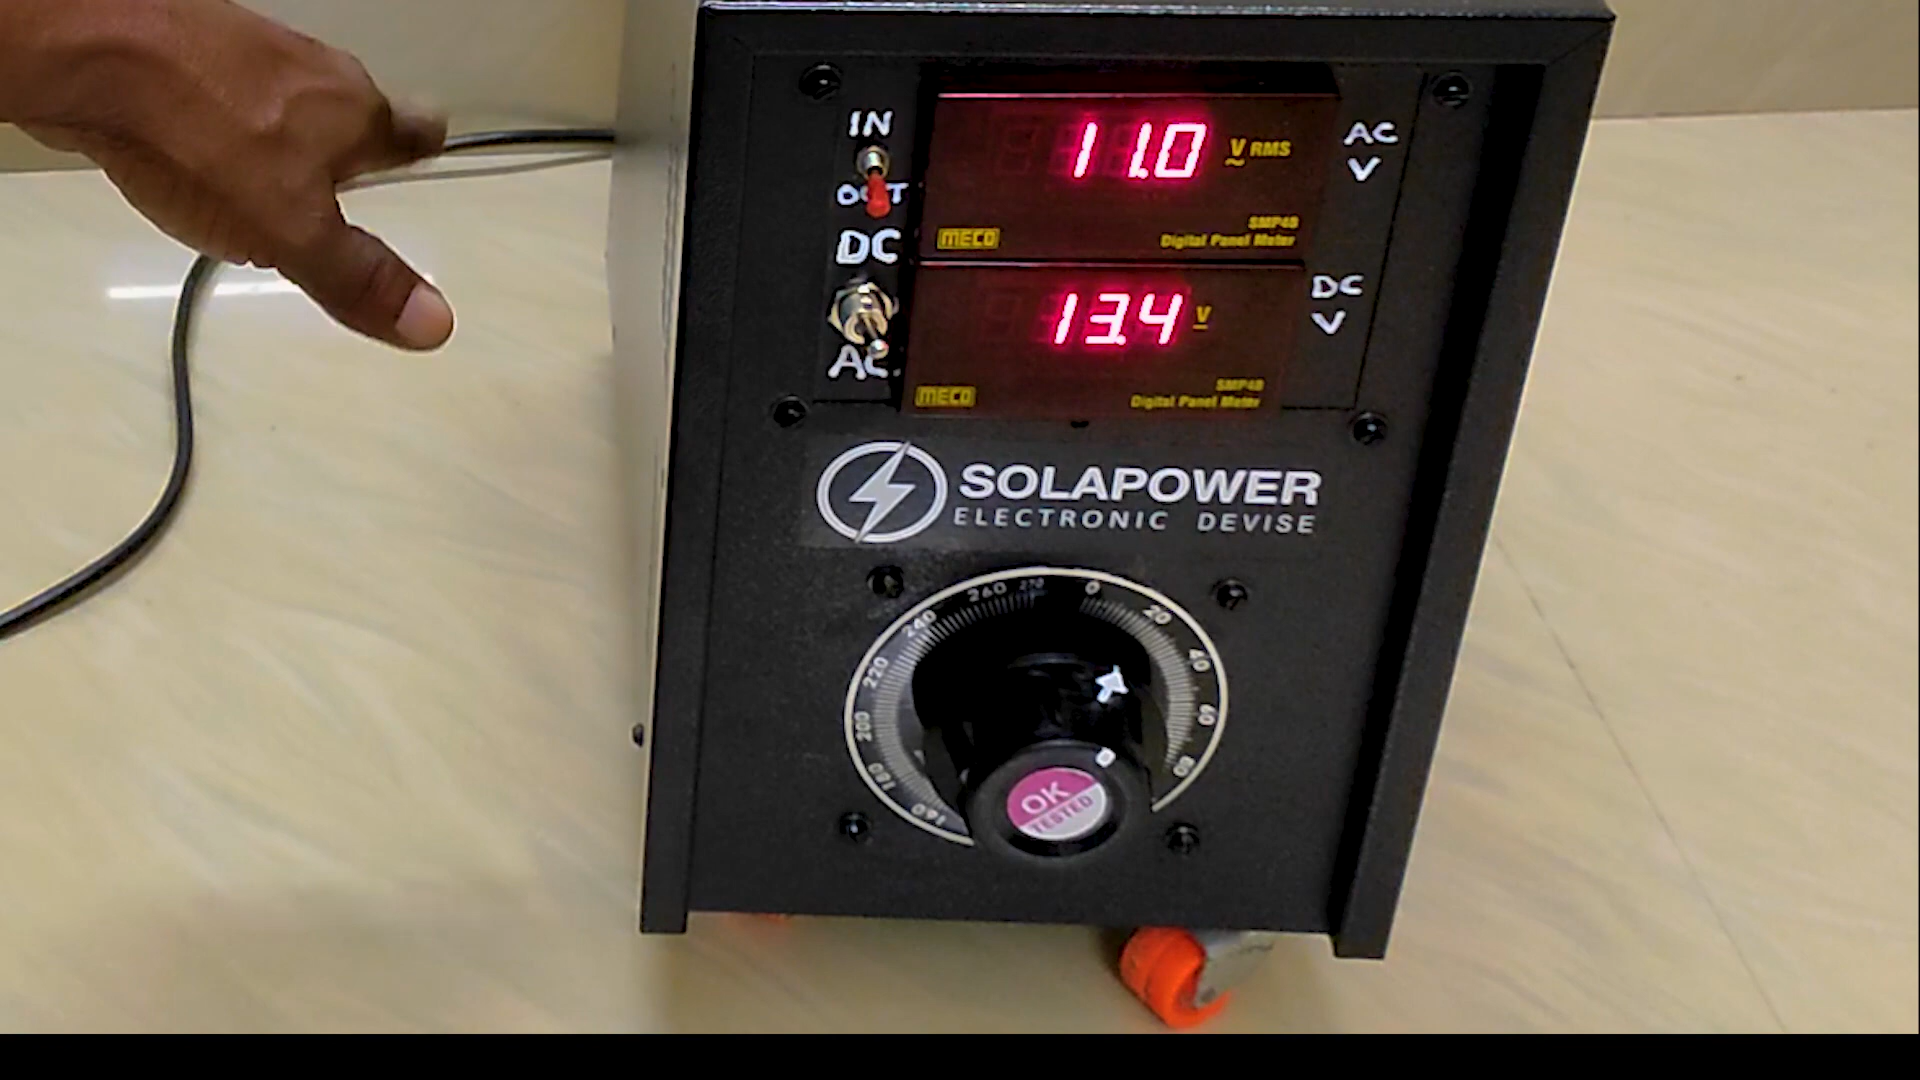 IN
11.0 V RMS
AC
V
OUT
SMP48
MECO
Digital Panel Meter
DC
13.4 V
DC
V
AC
SMP48
MECO
Digital Panel Meter
SOLAPOWER
ELECTRONIC DEVISE
0
20
40
60
80
160
180
200
220
240
260
270
0
OK
TESTED